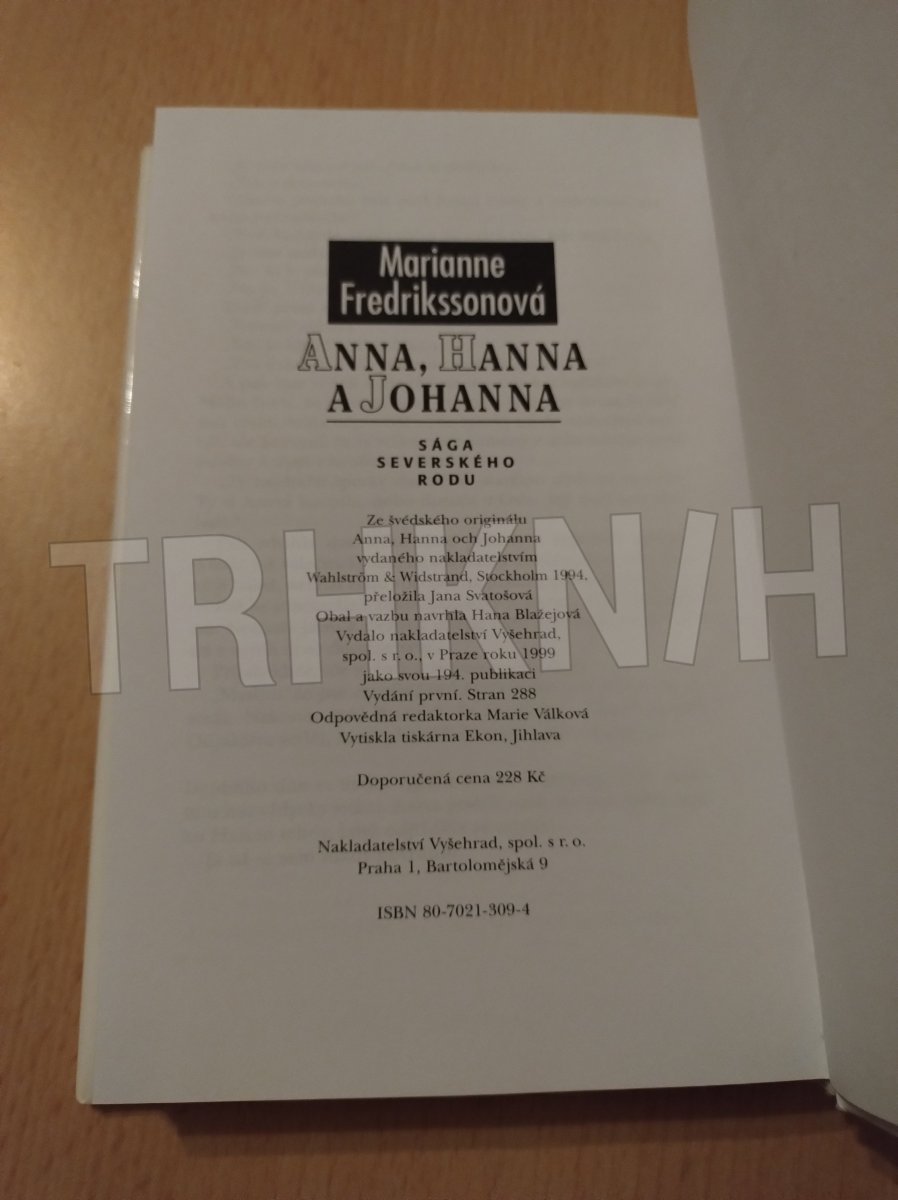 Marianne
Fredrikssonová
ANNA, HANNA
A JOHANNA
SÁGA
SEVERSKÉHO
RODU
Ze švédského originálu
Anna, Hanna och Johanna
vydaného nakladatelstvím
Wahlström & Widstrand, Stockholm 1994,
přeložila Jana Svatošová
Obal a vazbu navrhla Hana Blažejová
Vydalo nakladatelství Vyšehrad,
spol. s r. o., v Praze roku 1999
jako svou 194. publikaci
Vydání první. Stran 288
Odpovědná redaktorka Marie Válková
Vytiskla tiskárna Ekon, Jihlava
Doporučená cena 228 Kč
Nakladatelství Vyšehrad, spol. s r. o.
Praha 1, Bartolomějská 9
ISBN 80-7021-309-4
TRHKN/H